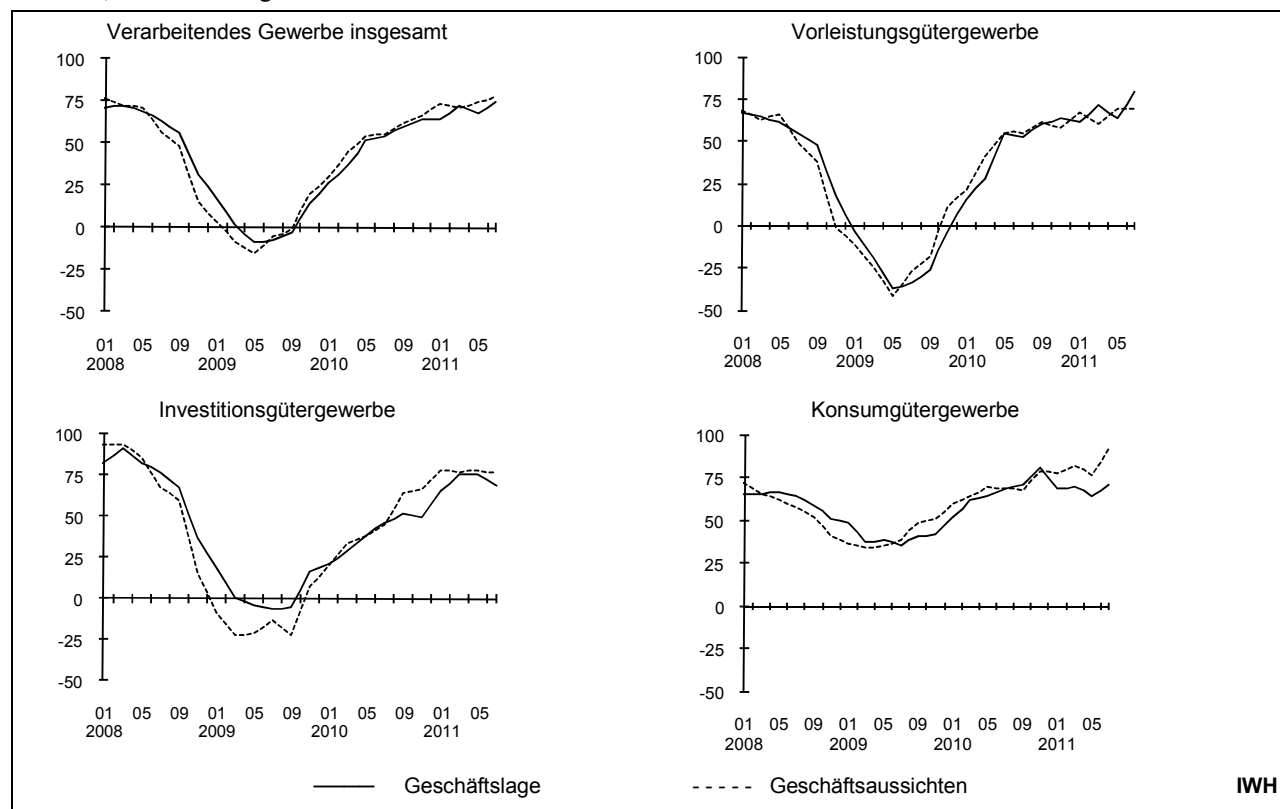 Verarbeitendes Gewerbe insgesamt
100
75
50
25
0
-25
-50
01 05 09 01 05 09 01 05 09 01 05
2008 2009 2010 2011
Vorleistungsgütergewerbe
100
75
50
25
0
-25
-50
01 05 09 01 05 09 01 05 09 01 05
2008 2009 2010 2011
Investitionsgütergewerbe
100
75
50
25
0
-25
-50
01 05 09 01 05 09 01 05 09 01 05
2008 2009 2010 2011
Konsumgütergewerbe
100
75
50
25
0
-25
-50
01 05 09 01 05 09 01 05 09 01 05
2008 2009 2010 2011
Geschäftslage Geschäftsaussichten IWH